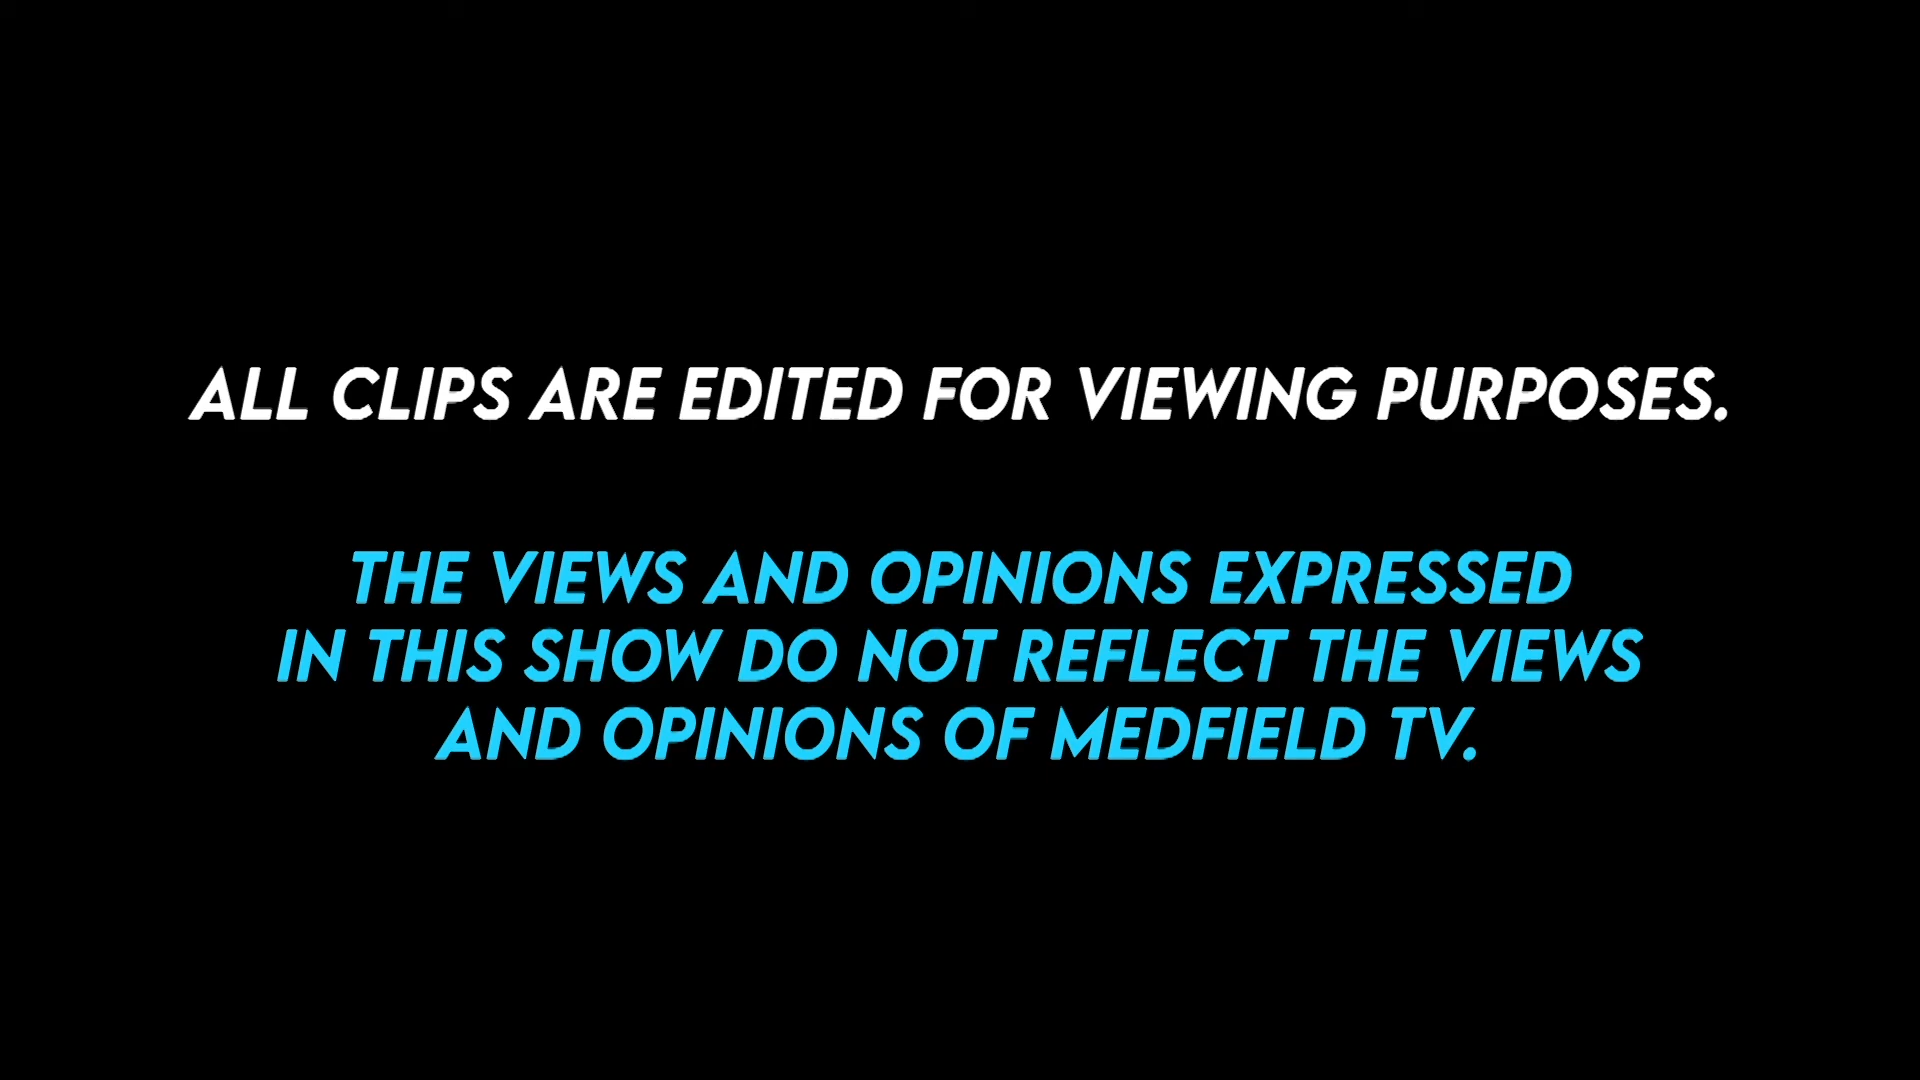 ALL CLIPS ARE EDITED FOR VIEWING PURPOSES.
THE VIEWS AND OPINIONS EXPRESSED
IN THIS SHOW DO NOT REFLECT THE VIEWS
AND OPINIONS OF MEDFIELD TV.